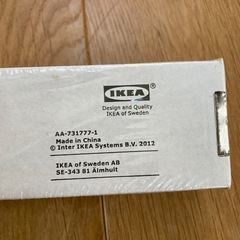 IKEA
Design and Quality
IKEA of Sweden
AA-731777-1
Made in China
© Inter IKEA Systems B.V. 2012
IKEA of Sweden AB
SE-343 81 Älmhult